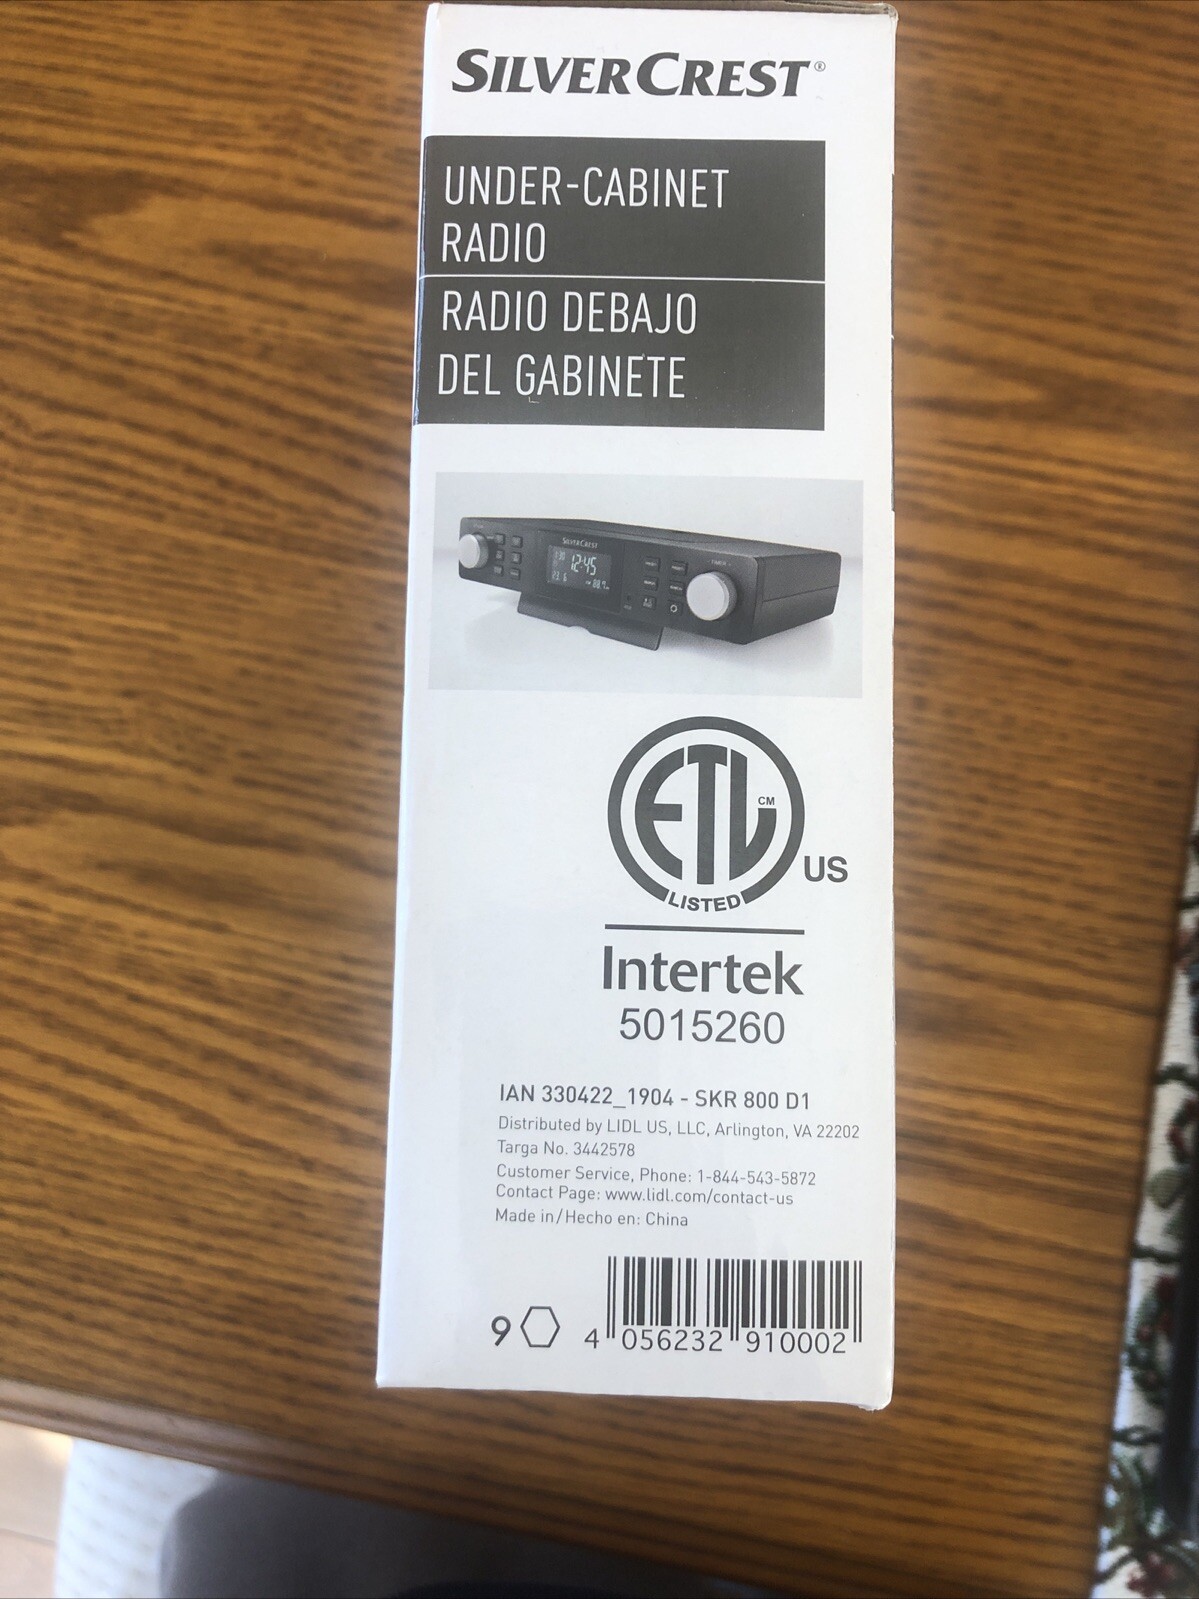 SILVERCREST®
UNDER-CABINET
RADIO
RADIO DEBAJO
DEL GABINETE
SILVERCREST
12:45
ETL CM
LISTED
US
Intertek
5015260
IAN 330422_1904 - SKR 800 D1
Distributed by LIDL US, LLC, Arlington, VA 22202
Targa No. 3442578
Customer Service, Phone: 1-844-543-5872
Contact Page: www.lidl.com/contact-us
Made in/Hecho en: China
9
4 056232 910002